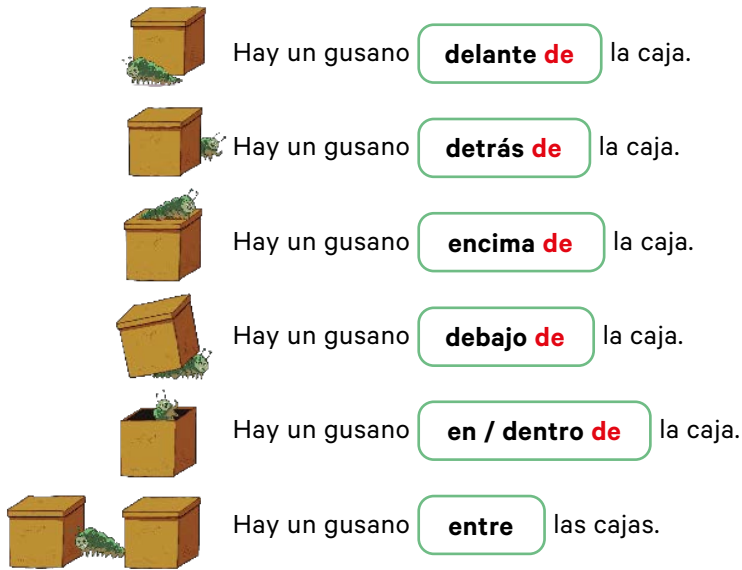 Hay un gusano delante de la caja.
Hay un gusano detrás de la caja.
Hay un gusano encima de la caja.
Hay un gusano debajo de la caja.
Hay un gusano en / dentro de la caja.
Hay un gusano entre las cajas.